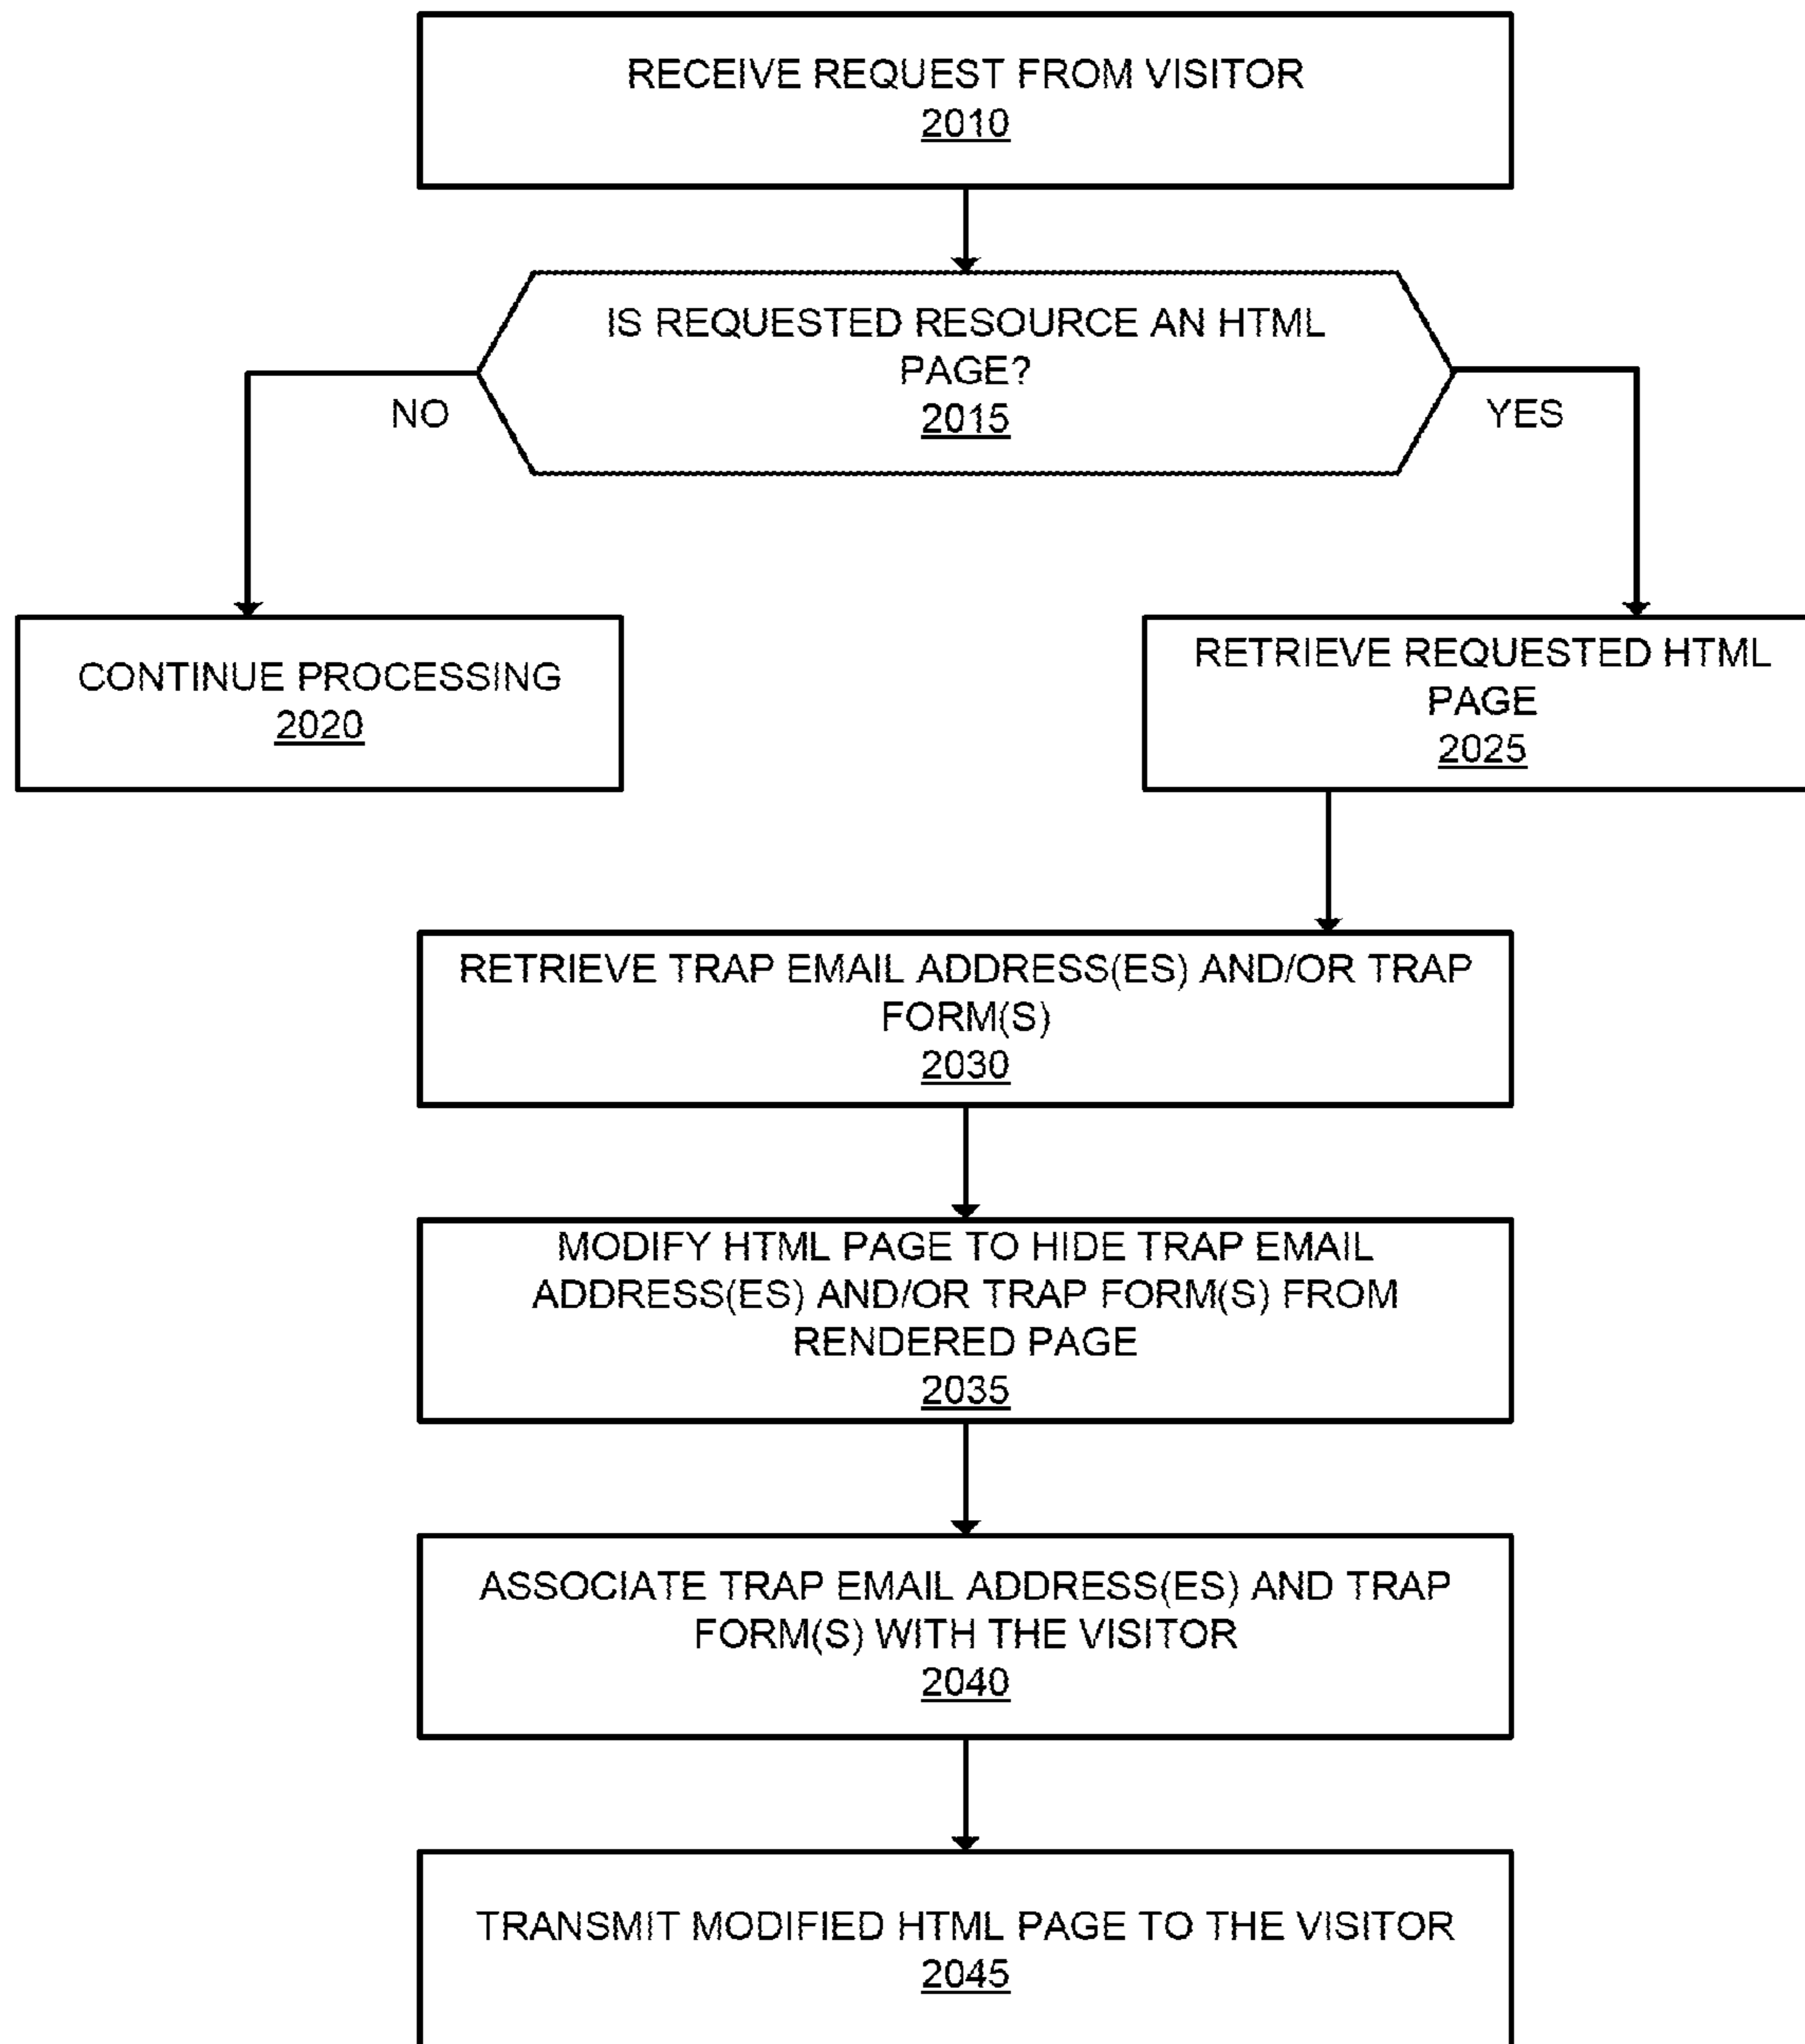 RECEIVE REQUEST FROM VISITOR
2010
IS REQUESTED RESOURCE AN HTML
PAGE?
2015
NO
YES
CONTINUE PROCESSING
2020
RETRIEVE REQUESTED HTML
PAGE
2025
RETRIEVE TRAP EMAIL ADDRESS(ES) AND/OR TRAP
FORM(S)
2030
MODIFY HTML PAGE TO HIDE TRAP EMAIL
ADDRESS(ES) AND/OR TRAP FORM(S) FROM
RENDERED PAGE
2035
ASSOCIATE TRAP EMAIL ADDRESS(ES) AND TRAP
FORM(S) WITH THE VISITOR
2040
TRANSMIT MODIFIED HTML PAGE TO THE VISITOR
2045